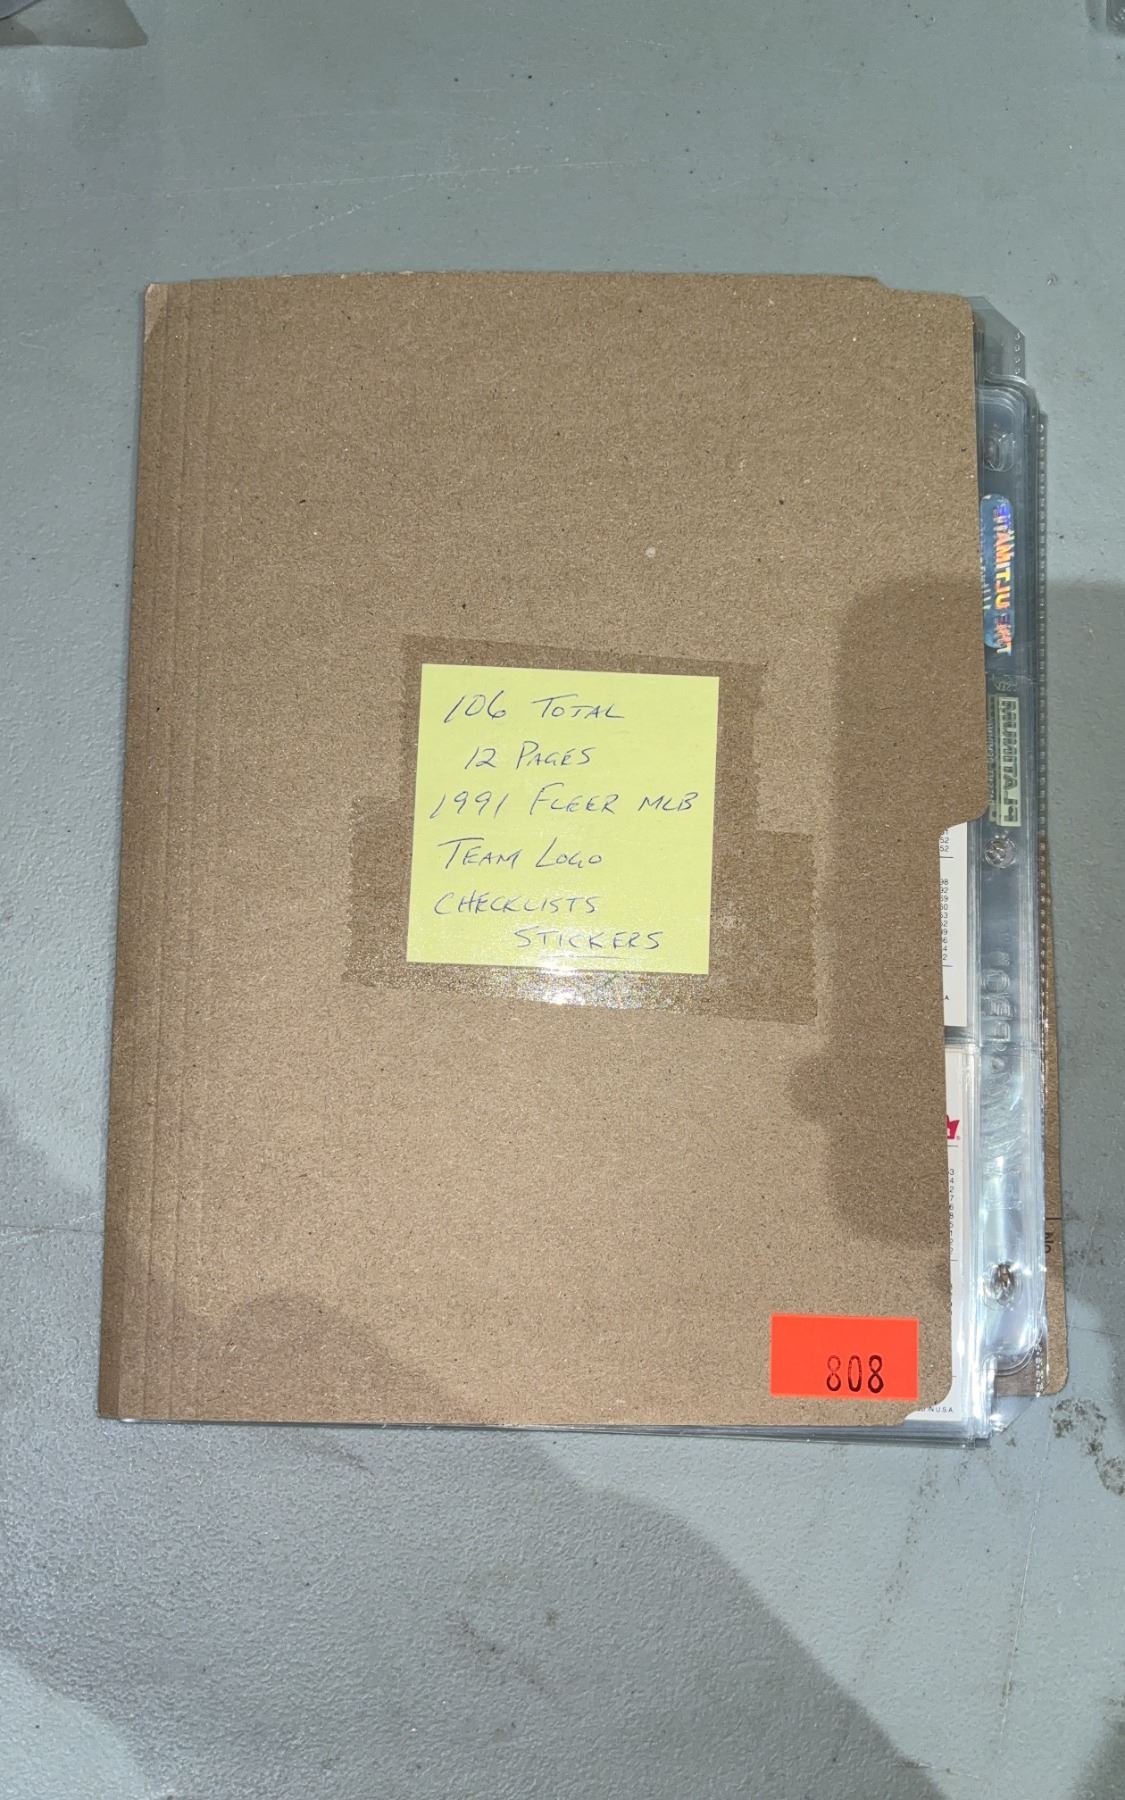 106 TOTAL
12 PAGES
1991 FLEER MLB
TEAM LOGO
CHECKLISTS
STICKERS
808